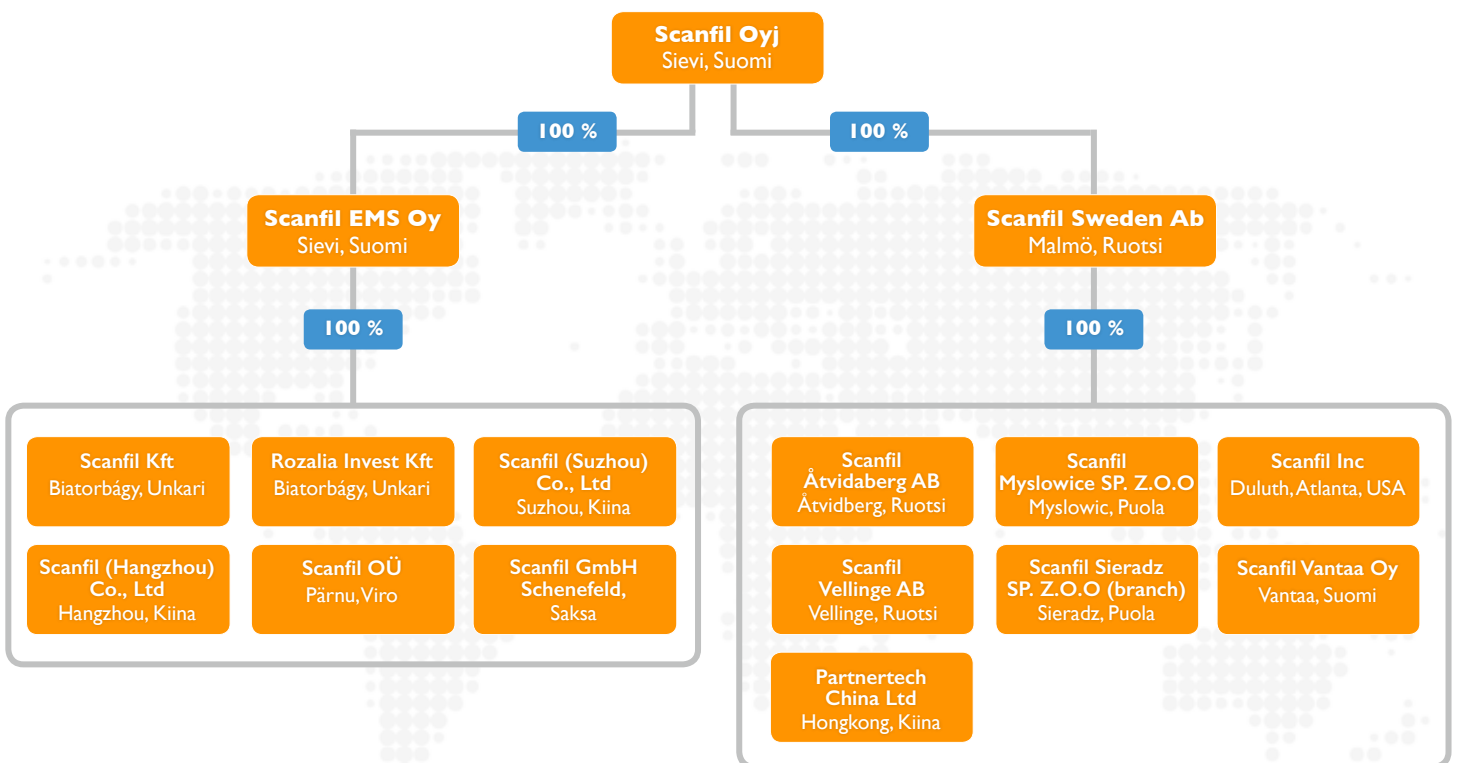 Scanfil Oyj
Sievi, Suomi
100 %
100 %
Scanfil EMS Oy
Sievi, Suomi
Scanfil Sweden Ab
Malmö, Ruotsi
100 %
100 %
Scanfil Kft
Biatorbágy, Unkari
Rozalia Invest Kft
Biatorbágy, Unkari
Scanfil (Suzhou)
Co., Ltd
Suzhou, Kiina
Scanfil (Hangzhou)
Co., Ltd
Hangzhou, Kiina
Scanfil OÜ
Pärnu, Viro
Scanfil GmbH
Schenefeld,
Saksa
Scanfil
Åtvidaberg AB
Åtvidberg, Ruotsi
Scanfil
Myslowice SP. Z.O.O
Myslowic, Puola
Scanfil Inc
Duluth, Atlanta, USA
Scanfil
Vellinge AB
Vellinge, Ruotsi
Scanfil Sieradz
SP. Z.O.O (branch)
Sieradz, Puola
Scanfil Vantaa Oy
Vantaa, Suomi
Partnertech
China Ltd
Hongkong, Kiina